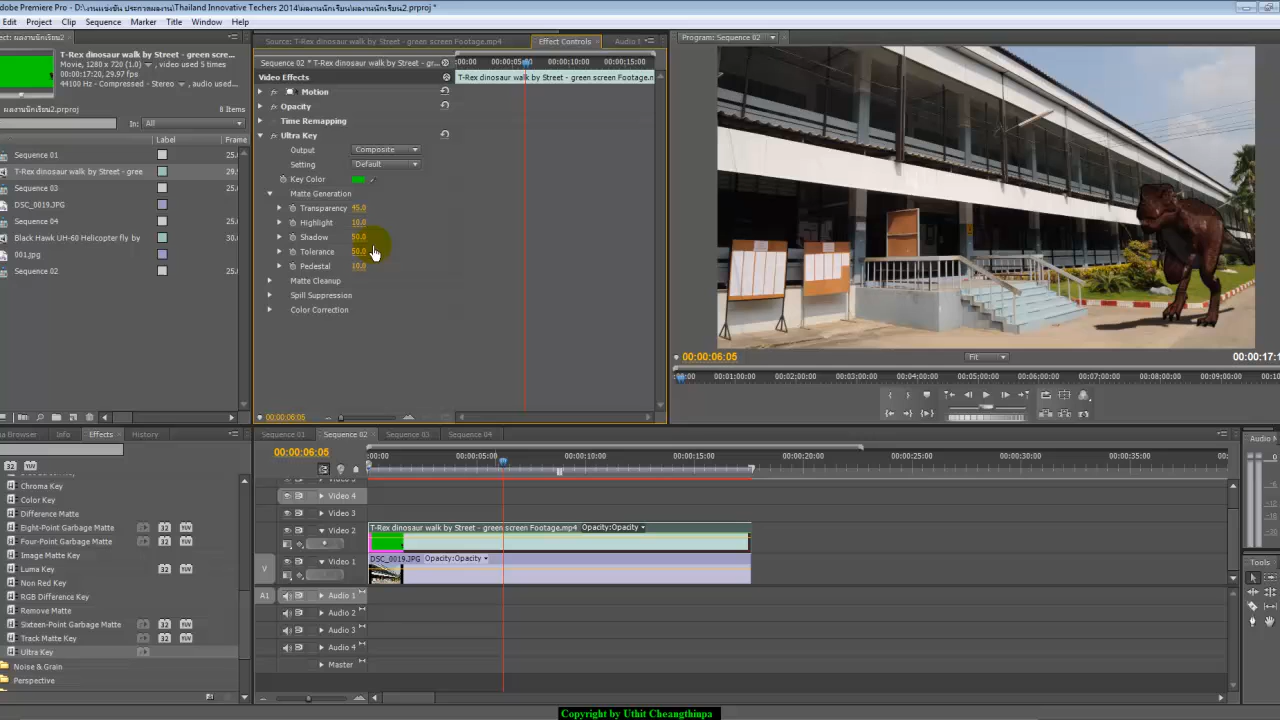 dobe Premiere Pro - D:\งานแข่งขัน ประกวดผลงาน\Thailand Innovative Techers 2014\ผลงานนักเรียน\ผลงานนักเรียน2.prproj *
Edit Project Clip Sequence Marker Title Window Help
Source: T-Rex dinosaur walk by Street - green screen Footage.mp4
Effect Controls
Audio
Program: Sequence 02
T-Rex dinosaur walk by Street - green scre...
Movie, 1280 x 720 (1.0) , video used 5 times
00:00:17:20, 29.97 fps
44100 Hz - Compressed - Stereo , audio used...
ผลงานนักเรียน2.prproj
8 Items
In: All
Label Frame
Sequence 01 25.
T-Rex dinosaur walk by Street - gree 29.
Sequence 03 25.
DSC_0019.JPG
Sequence 04 25.
Black Hawk UH-60 Helicopter fly by 30.
001.jpg
Sequence 02 25.
Sequence 02 * T-Rex dinosaur walk by Street - gr...
:00:00 00:00:05:00 00:00:10:00 00:00:15:00
Video Effects
T-Rex dinosaur walk by Street - green screen Footage.m
Motion
Opacity
Time Remapping
Ultra Key
Output Composite
Setting Default
Key Color
Matte Generation
Transparency 45.0
Highlight 10.0
Shadow 50.0
Tolerance 50.0
Pedestal 10.0
Matte Cleanup
Spill Suppression
Color Correction
00:00:06:05
00:00:06:05
Fit
00:00:17:1
00:01:00:00 00:02:00:00 00:03:00:00 00:04:00:00 00:05:00:00 00:06:00:00 00:07:00:00 00:08:00:00 00:09:00:00 00:10
a Browser Info Effects History
Chroma Key
Color Key
Difference Matte
Eight-Point Garbage Matte
Four-Point Garbage Matte
Image Matte Key
Luma Key
Non Red Key
RGB Difference Key
Remove Matte
Sixteen-Point Garbage Matte
Track Matte Key
Ultra Key
Noise & Grain
Perspective
Sequence 01 Sequence 02 Sequence 03 Sequence 04
00:00:06:05
:00:00 00:00:05:00 00:00:10:00 00:00:15:00 00:00:20:00 00:00:25:00 00:00:30:00 00:00:35:00
Video 4
Video 3
Video 2
T-Rex dinosaur walk by Street - green screen Footage.mp4 Opacity:Opacity
V Video 1
DSC_0019.JPG Opacity:Opacity
A1 Audio 1
Audio 2
Audio 3
Audio 4
Master
Audio M
Tools
Copyright by Uthit Cheangthinpa